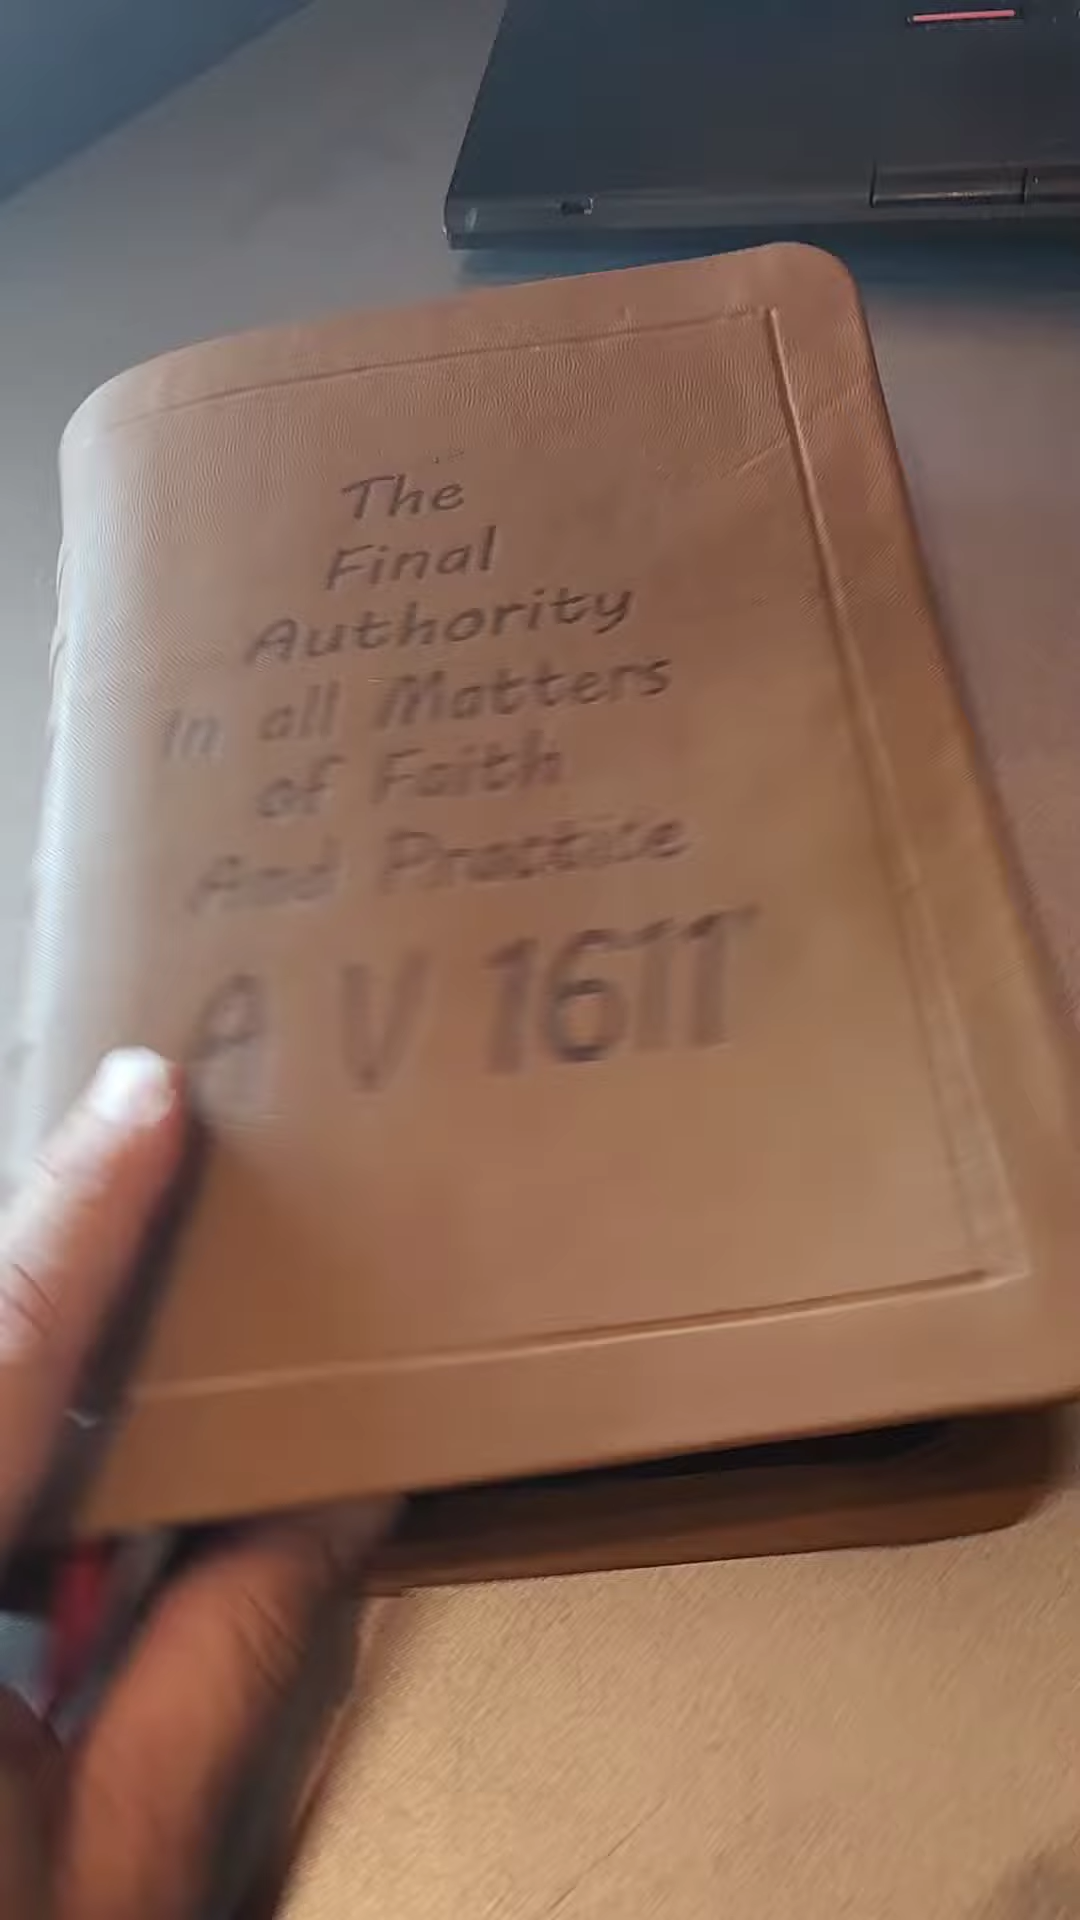 The
Final
Authority
In all Matters
of Faith
And Practice
A V 1611